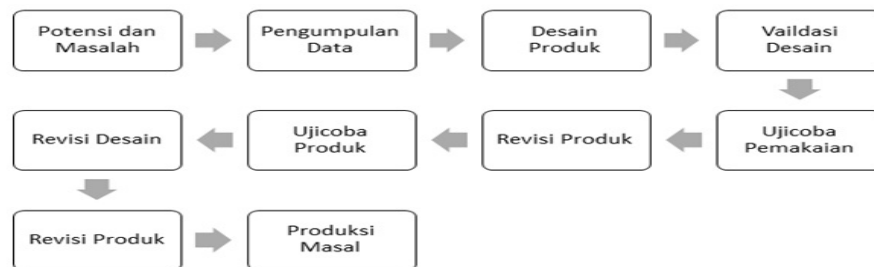 Potensi dan
Masalah
Pengumpulan
Data
Desain
Produk
Vaildasi
Desain
Ujicoba
Pemakaian
Revisi Produk
Ujicoba
Produk
Revisi Desain
Revisi Produk
Produksi
Masal